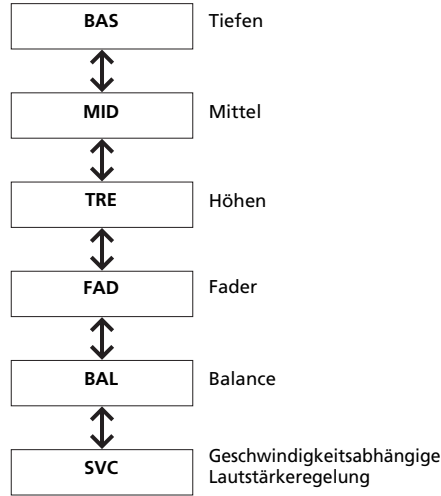 BAS Tiefen
MID Mittel
TRE Höhen
FAD Fader
BAL Balance
SVC Geschwindigkeitsabhängige
Lautstärkeregelung